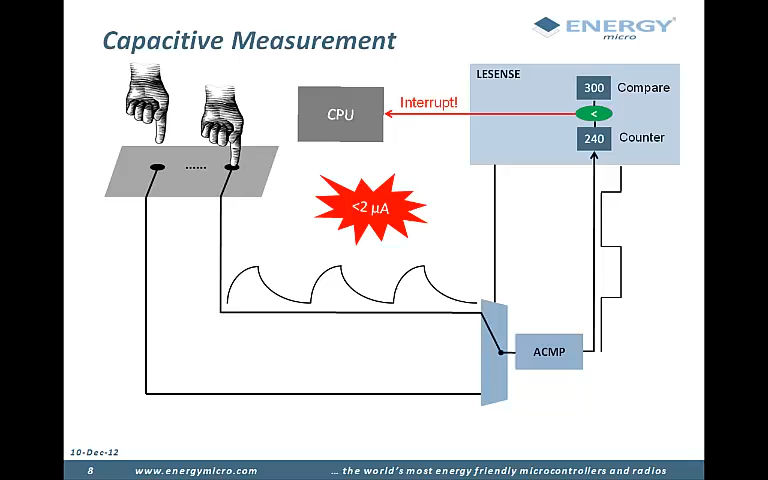 Capacitive Measurement
ENERGY®
micro
LESENSE
300 Compare
<
240 Counter
CPU
Interrupt!
<2 µA
ACMP
10-Dec-12
8 www.energymicro.com ... the world's most energy friendly microcontrollers and radios